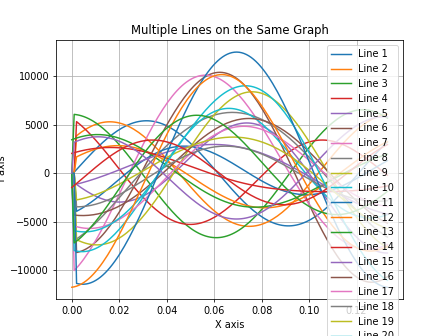 Multiple Lines on the Same Graph
10000
5000
0
−5000
−10000
axis
0.00
0.02
0.04
0.06
0.08
0.10
X axis
Line 1
Line 2
Line 3
Line 4
Line 5
Line 6
Line 7
Line 8
Line 9
Line 10
Line 11
Line 12
Line 13
Line 14
Line 15
Line 16
Line 17
Line 18
Line 19
Line 20